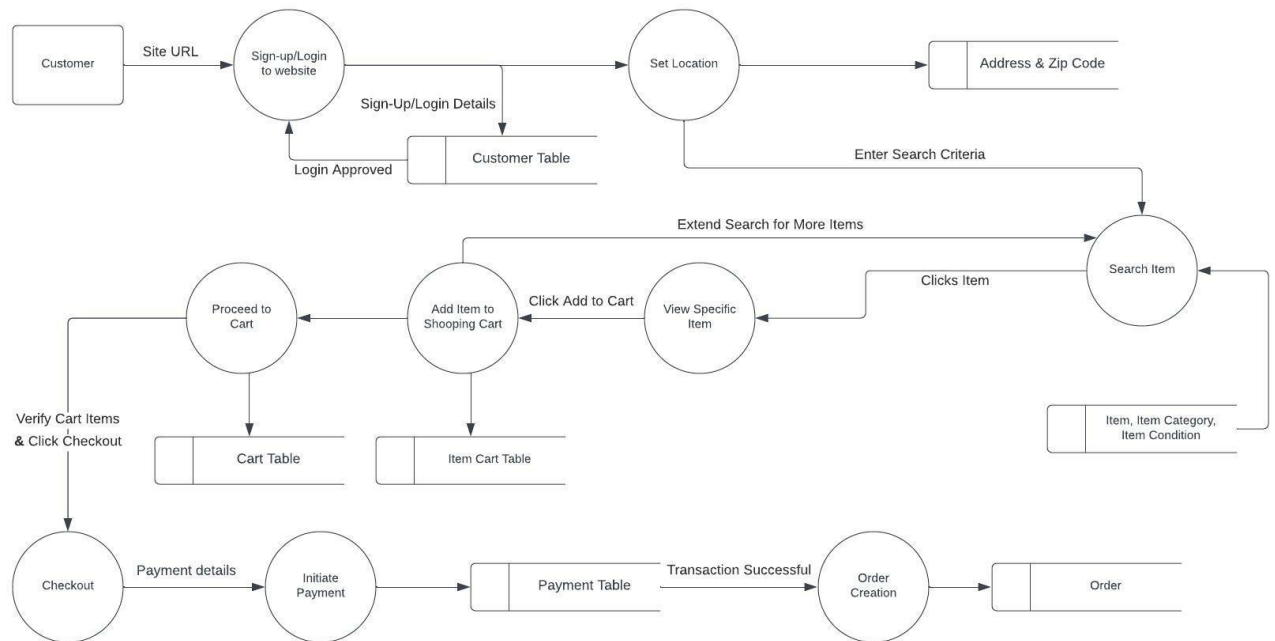 Site URL
Customer
Sign-up/Login
to website
Set Location
Address & Zip Code
Sign-Up/Login Details
Customer Table
Login Approved
Enter Search Criteria
Extend Search for More Items
Search Item
Clicks Item
Click Add to Cart
View Specific
Item
Add Item to
Shooping Cart
Proceed to
Cart
Verify Cart Items
& Click Checkout
Item, Item Category,
Item Condition
Cart Table
Item Cart Table
Checkout
Payment details
Initiate
Payment
Payment Table
Transaction Successful
Order
Creation
Order